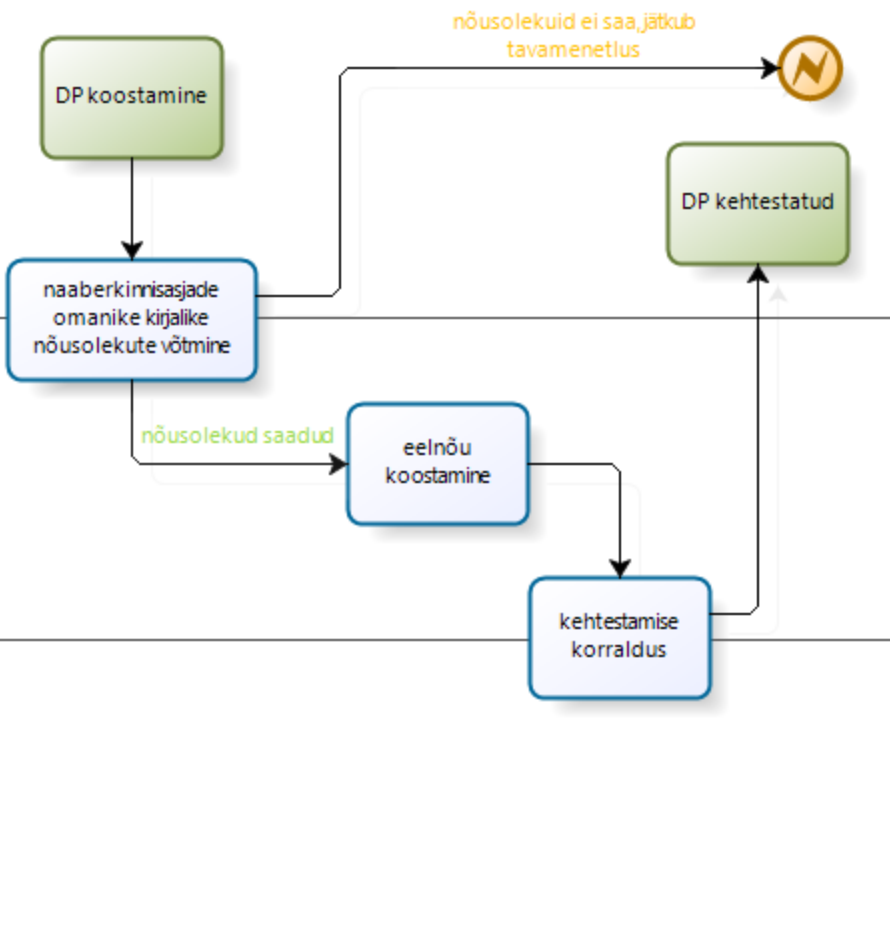 nõusolekuid ei saa, jätkub
tavamenetlus
DP koostamine
DP kehtestatud
naaberkinnisasjade
omanike kirjalike
nõusolekute võtmine
nõusolekud saadud
eelnõu
koostamine
kehtestamise
korraldus